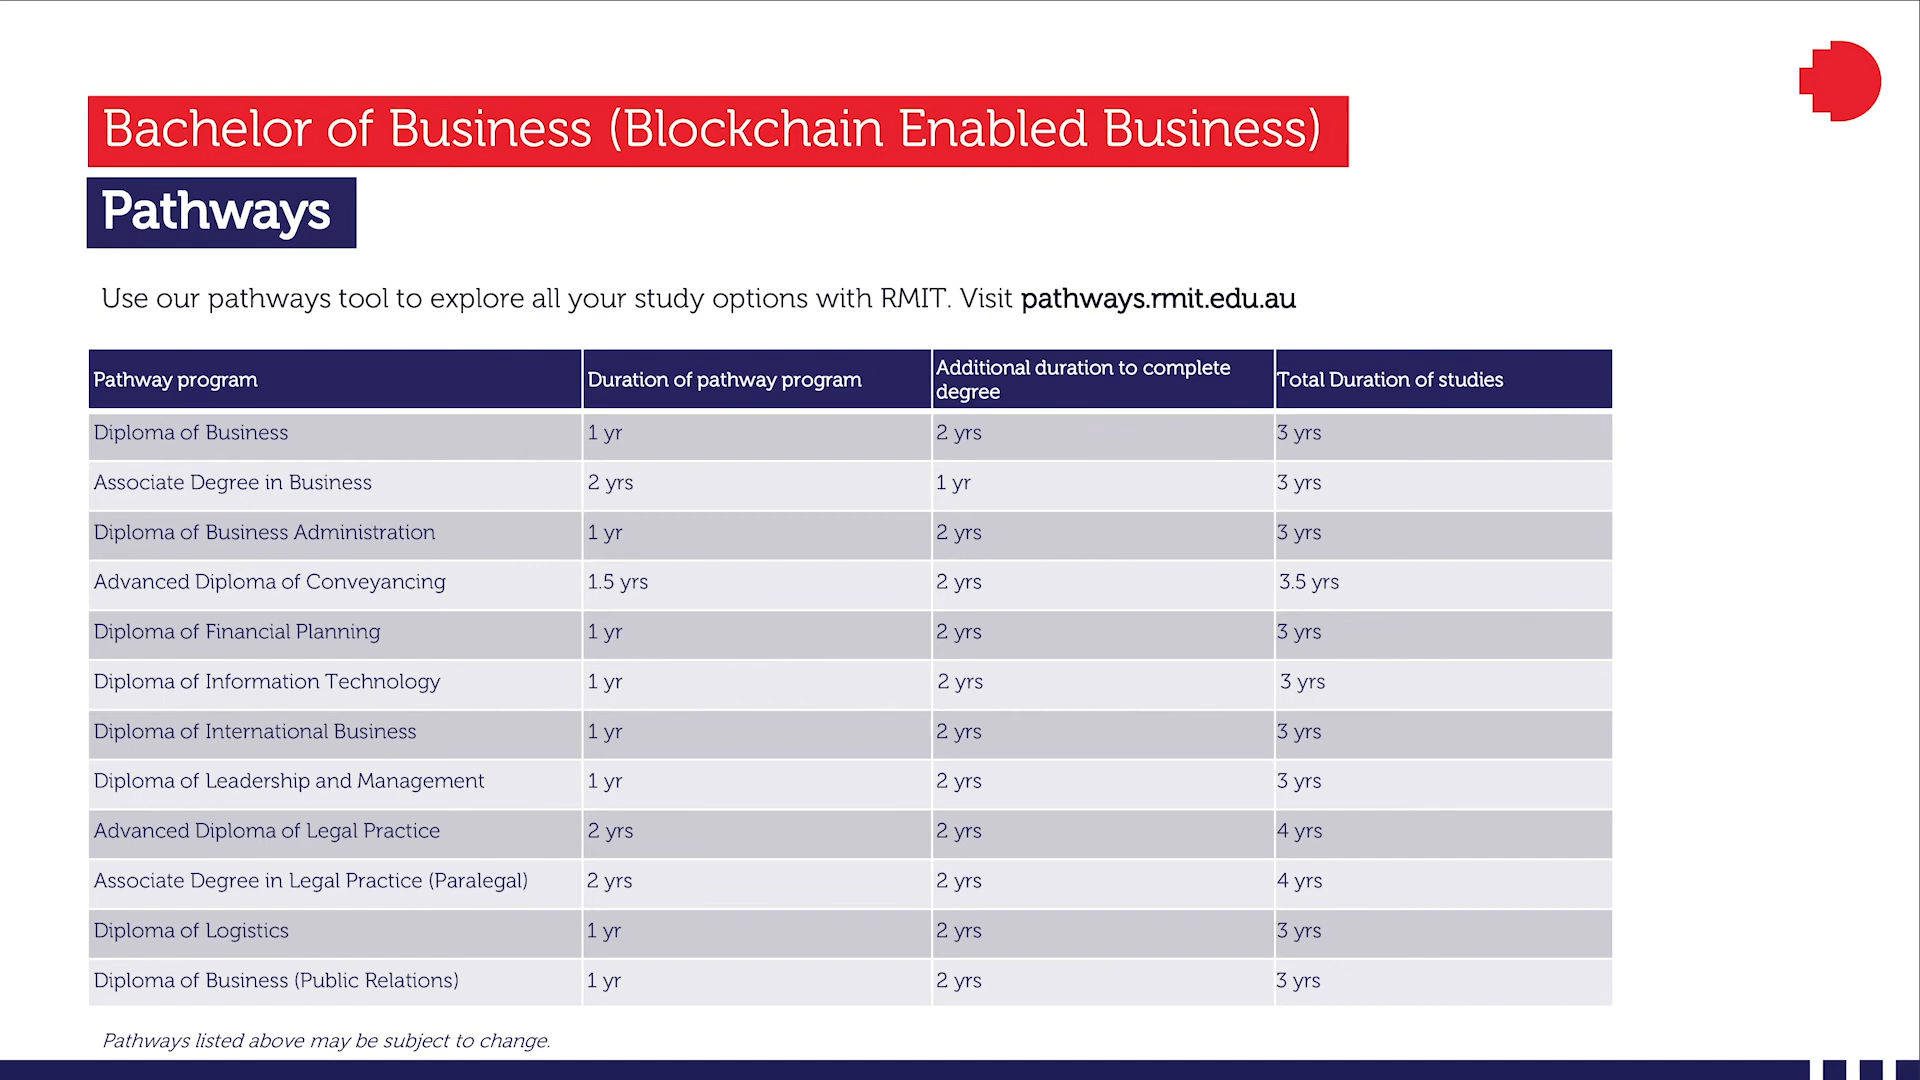 Bachelor of Business (Blockchain Enabled Business)
Pathways
Use our pathways tool to explore all your study options with RMIT. Visit pathways.rmit.edu.au
Pathway program Duration of pathway program Additional duration to complete degree Total Duration of studies
Diploma of Business 1 yr 2 yrs 3 yrs
Associate Degree in Business 2 yrs 1 yr 3 yrs
Diploma of Business Administration 1 yr 2 yrs 3 yrs
Advanced Diploma of Conveyancing 1.5 yrs 2 yrs 3.5 yrs
Diploma of Financial Planning 1 yr 2 yrs 3 yrs
Diploma of Information Technology 1 yr 2 yrs 3 yrs
Diploma of International Business 1 yr 2 yrs 3 yrs
Diploma of Leadership and Management 1 yr 2 yrs 3 yrs
Advanced Diploma of Legal Practice 2 yrs 2 yrs 4 yrs
Associate Degree in Legal Practice (Paralegal) 2 yrs 2 yrs 4 yrs
Diploma of Logistics 1 yr 2 yrs 3 yrs
Diploma of Business (Public Relations) 1 yr 2 yrs 3 yrs
Pathways listed above may be subject to change.